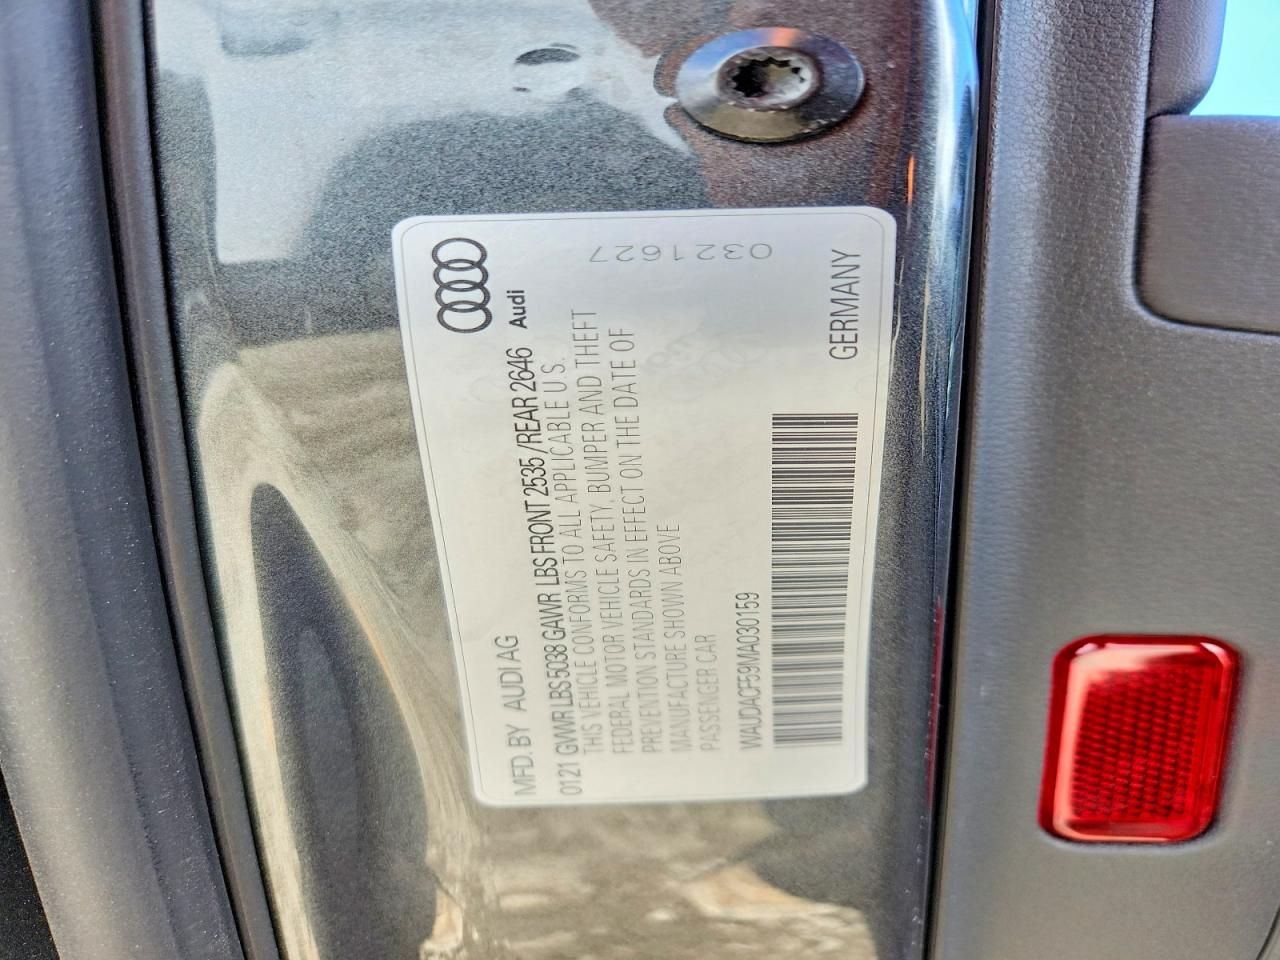 Audi
MFD. BY AUDI AG
0121 GVWR LBS 5038 GAWR LBS FRONT 2535 /REAR 2646
THIS VEHICLE CONFORMS TO ALL APPLICABLE U.S.
FEDERAL MOTOR VEHICLE SAFETY, BUMPER AND THEFT
PREVENTION STANDARDS IN EFFECT ON THE DATE OF
MANUFACTURE SHOWN ABOVE
PASSENGER CAR
WAUDACF59MA030159
GERMANY
0321627